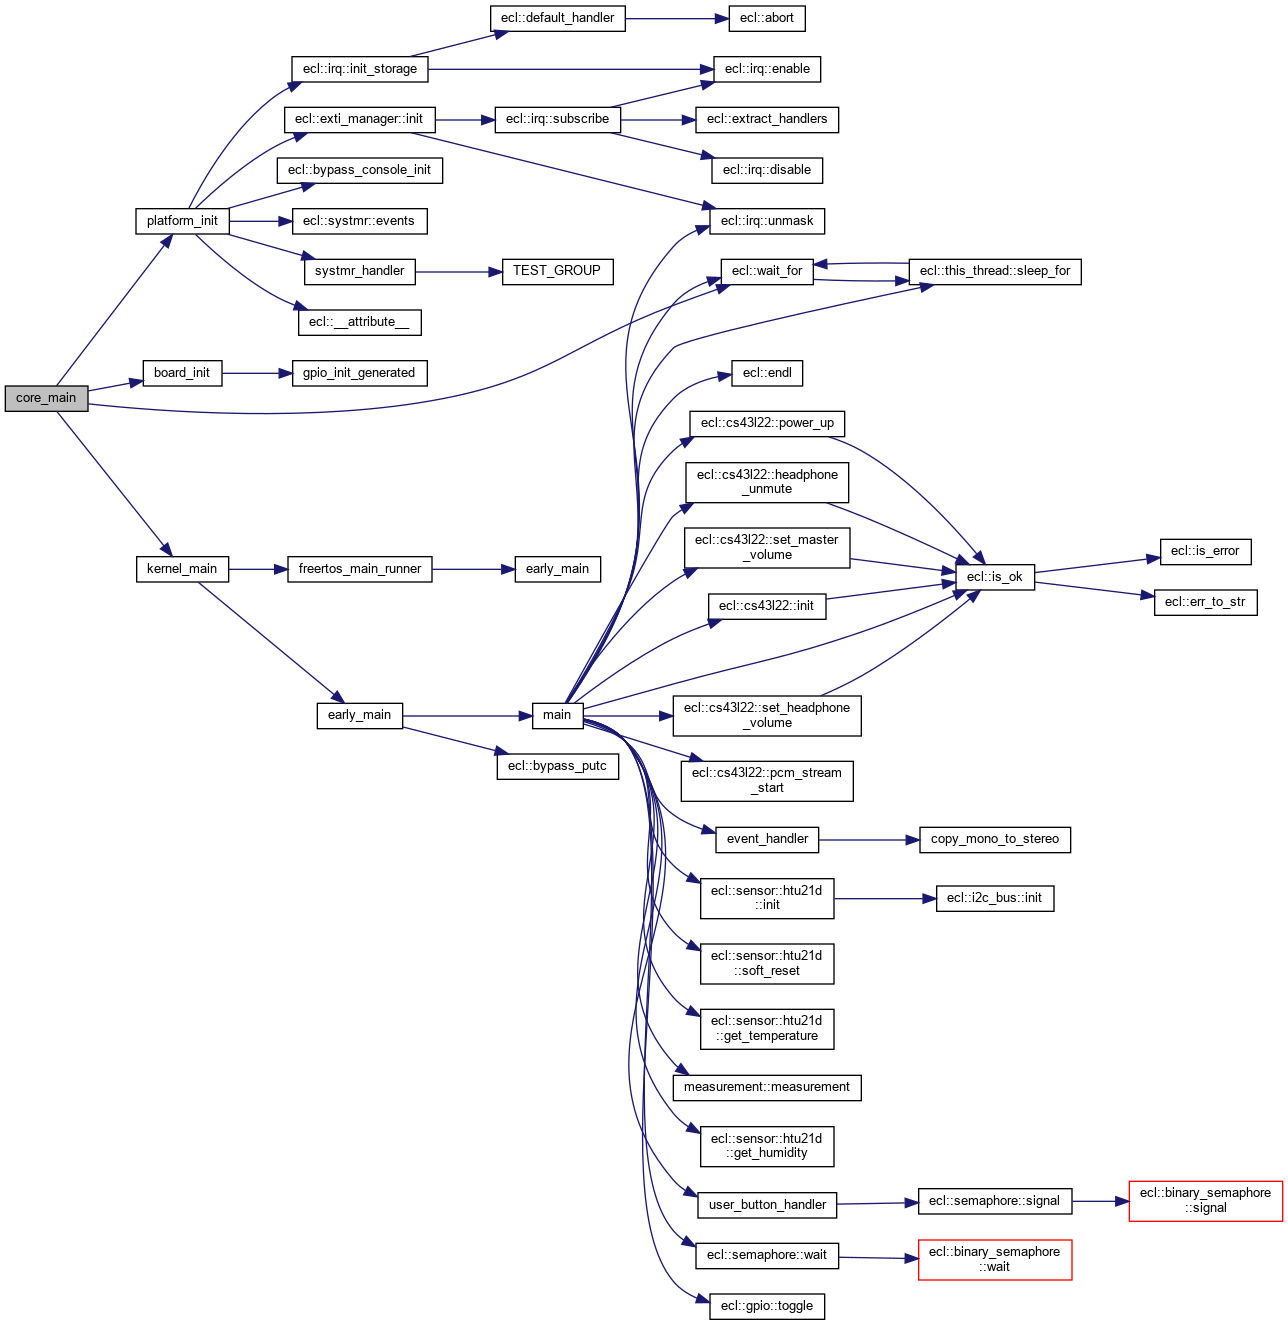 ecl::default_handler
ecl::abort
ecl::irq::init_storage
ecl::irq::enable
ecl::exti_manager::init
ecl::irq::subscribe
ecl::extract_handlers
ecl::bypass_console_init
ecl::irq::disable
platform_init
ecl::systmr::events
ecl::irq::unmask
systmr_handler
TEST_GROUP
ecl::wait_for
ecl::this_thread::sleep_for
ecl::__attribute__
board_init
gpio_init_generated
ecl::endl
core_main
ecl::cs43l22::power_up
ecl::cs43l22::headphone
_unmute
ecl::cs43l22::set_master
_volume
ecl::is_error
kernel_main
freertos_main_runner
early_main
ecl::is_ok
ecl::cs43l22::init
ecl::err_to_str
early_main
main
ecl::cs43l22::set_headphone
_volume
ecl::bypass_putc
ecl::cs43l22::pcm_stream
_start
event_handler
copy_mono_to_stereo
ecl::sensor::htu21d
::init
ecl::i2c_bus::init
ecl::sensor::htu21d
::soft_reset
ecl::sensor::htu21d
::get_temperature
measurement::measurement
ecl::sensor::htu21d
::get_humidity
user_button_handler
ecl::semaphore::signal
ecl::binary_semaphore
::signal
ecl::semaphore::wait
ecl::binary_semaphore
::wait
ecl::gpio::toggle